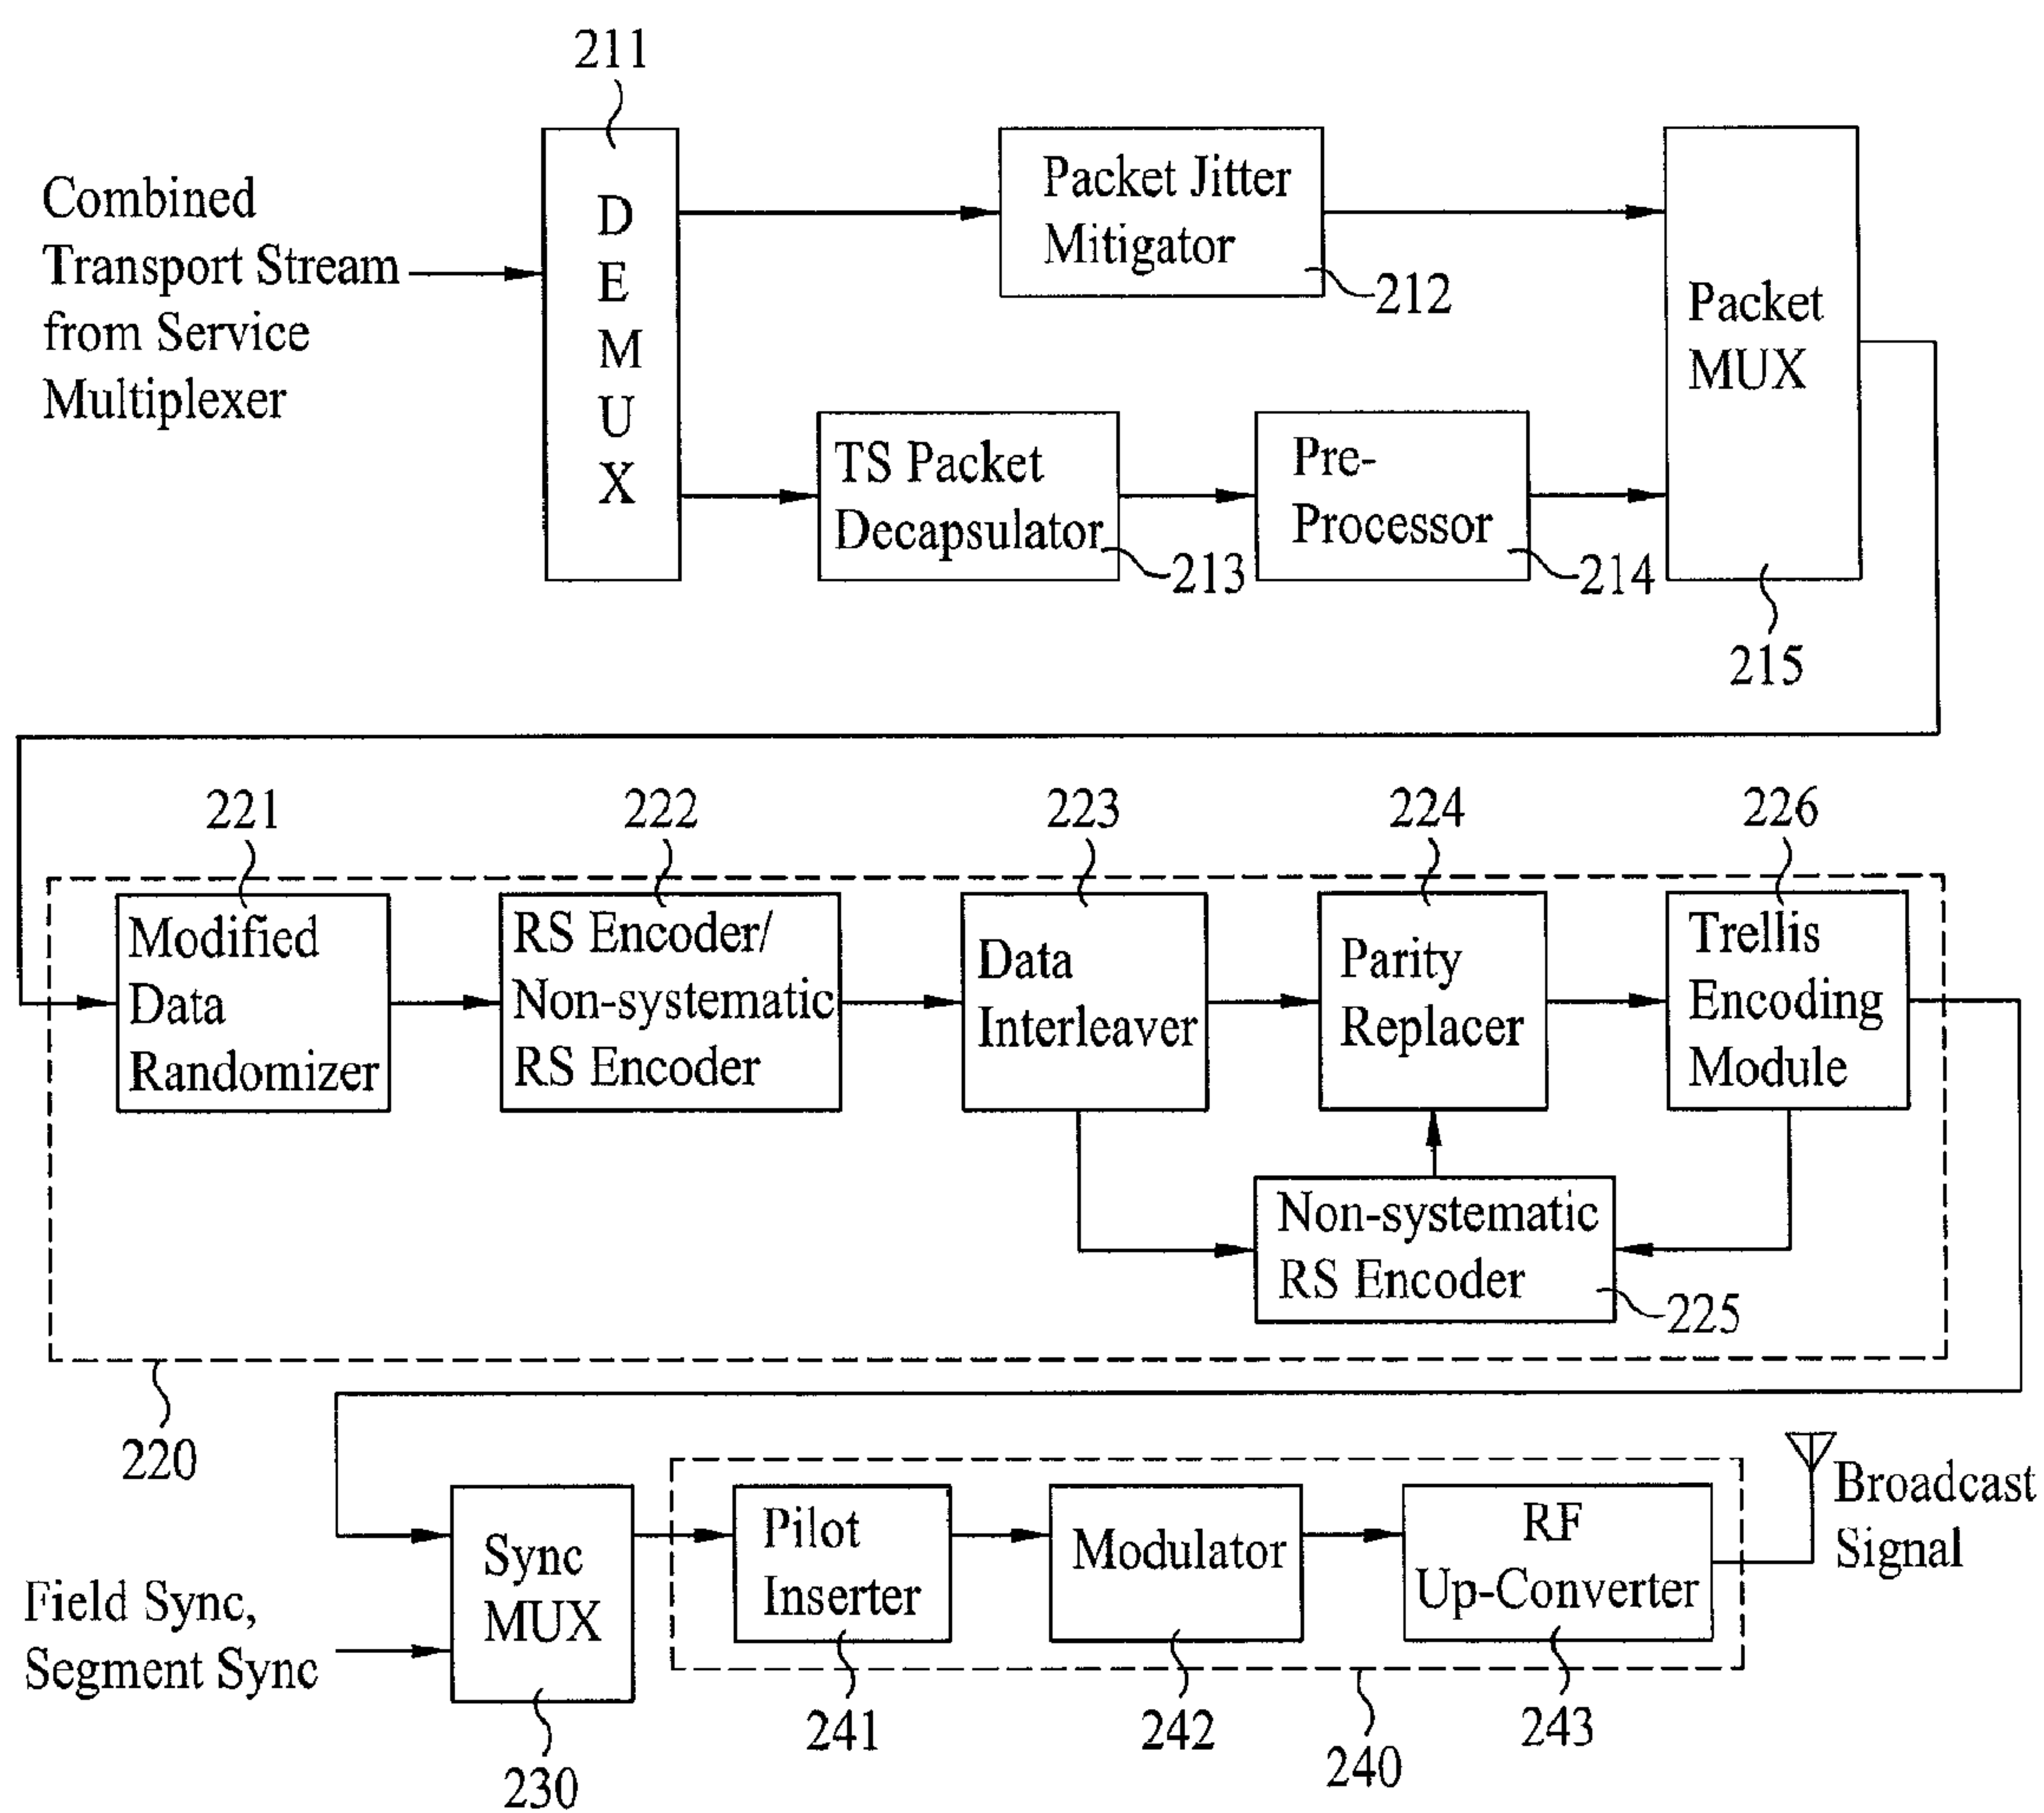 211
Combined
Transport Stream
from Service
Multiplexer
D
E
M
U
X
Packet Jitter
Mitigator
212
Packet
MUX
TS Packet
Decapsulator
213
Pre-
Processor
214
215
221
222
223
224
226
Modified
Data
Randomizer
RS Encoder/
Non-systematic
RS Encoder
Data
Interleaver
Parity
Replacer
Trellis
Encoding
Module
Non-systematic
RS Encoder
225
220
Sync
MUX
Field Sync,
Segment Sync
230
Pilot
Inserter
241
Modulator
242
RF
Up-Converter
243
240
Broadcast
Signal